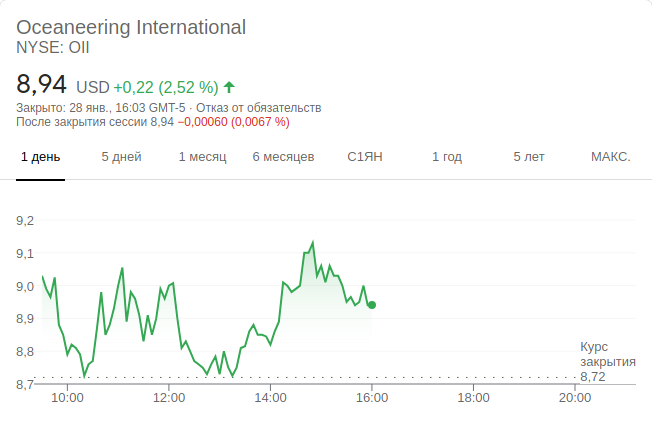 Oceaneering International
NYSE: OII
8,94 USD +0,22 (2,52 %)
Закрыто: 28 янв., 16:03 GMT-5 · Отказ от обязательств
После закрытия сессии 8,94 −0,00060 (0,0067 %)
1 день 5 дней 1 месяц 6 месяцев С1ЯН 1 год 5 лет МАКС.
9,2
9,1
9,0
8,9
8,8
8,7
Курс
закрытия
8,72
10:00 12:00 14:00 16:00 18:00 20:00